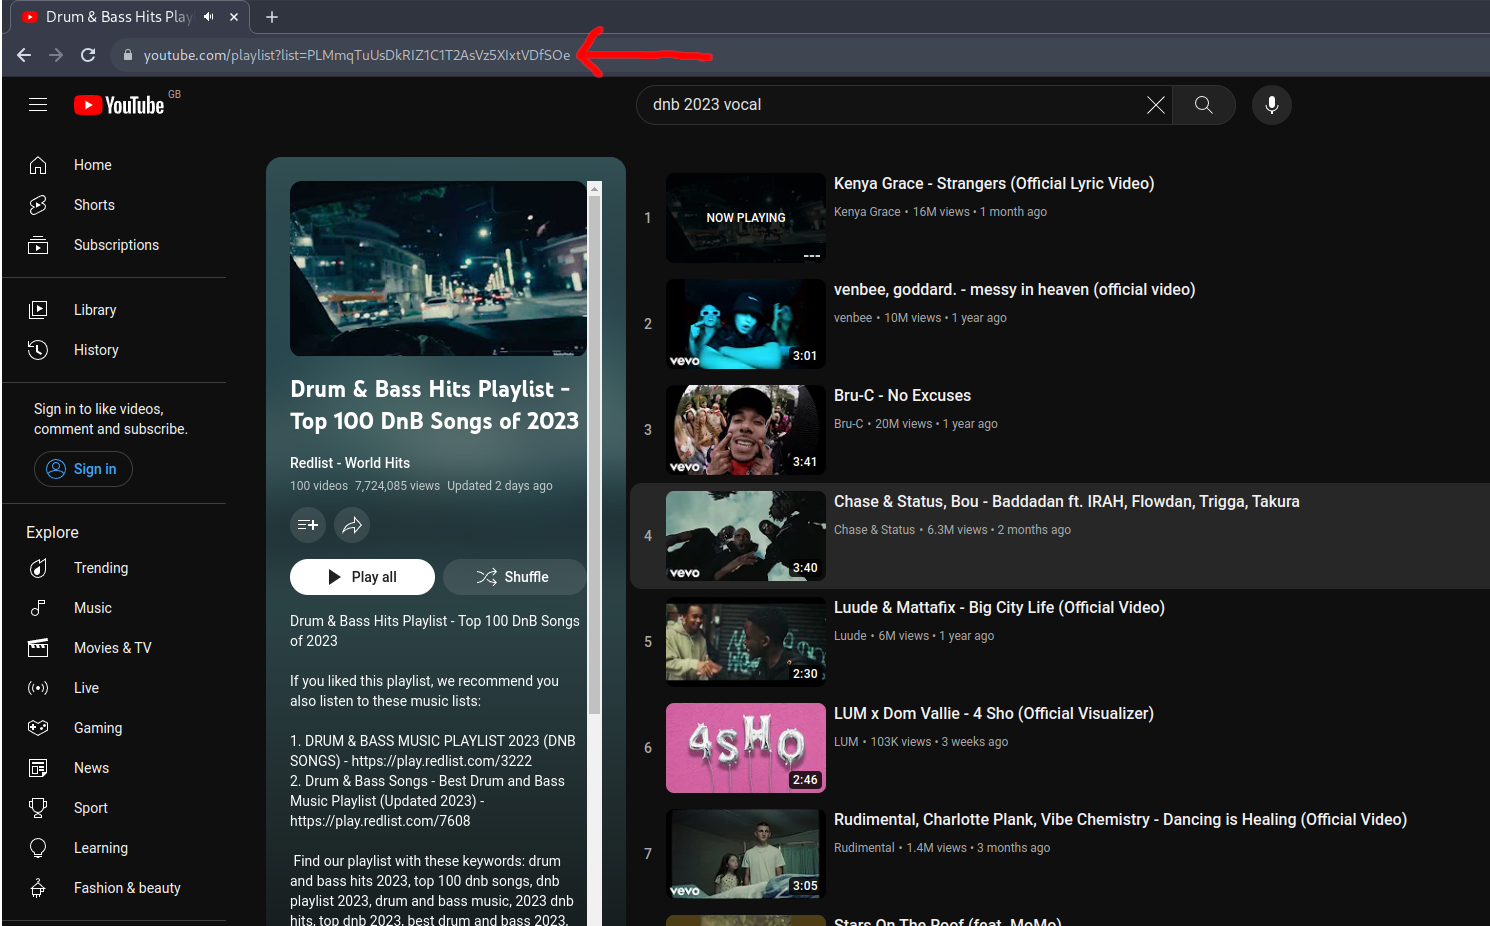 Drum & Bass Hits Play
youtube.com/playlist?list=PLMmqTuUsDkRIZ1C1T2AsVz5XIxtVDfSOe
YouTube GB
dnb 2023 vocal
Home
Shorts
Subscriptions
Library
History
Sign in to like videos,
comment and subscribe.
Sign in
Explore
Trending
Music
Movies & TV
Live
Gaming
News
Sport
Learning
Fashion & beauty
Drum & Bass Hits Playlist -
Top 100 DnB Songs of 2023
Redlist - World Hits
100 videos 7,724,085 views Updated 2 days ago
Play all
Shuffle
Drum & Bass Hits Playlist - Top 100 DnB Songs
of 2023
If you liked this playlist, we recommend you
also listen to these music lists:
1. DRUM & BASS MUSIC PLAYLIST 2023 (DNB
SONGS) - https://play.redlist.com/3222
2. Drum & Bass Songs - Best Drum and Bass
Music Playlist (Updated 2023) -
https://play.redlist.com/7608
Find our playlist with these keywords: drum
and bass hits 2023, top 100 dnb songs, dnb
playlist 2023, drum and bass music, 2023 dnb
hits, top dnb 2023, best drum and bass 2023,
1
NOW PLAYING
Kenya Grace - Strangers (Official Lyric Video)
Kenya Grace • 16M views • 1 month ago
2
vevo
3:01
venbee, goddard. - messy in heaven (official video)
venbee • 10M views • 1 year ago
3
vevo
3:41
Bru-C - No Excuses
Bru-C • 20M views • 1 year ago
4
vevo
3:40
Chase & Status, Bou - Baddadan ft. IRAH, Flowdan, Trigga, Takura
Chase & Status • 6.3M views • 2 months ago
5
2:30
Luude & Mattafix - Big City Life (Official Video)
Luude • 6M views • 1 year ago
6
4SHO
2:46
LUM x Dom Vallie - 4 Sho (Official Visualizer)
LUM • 103K views • 3 weeks ago
7
vevo
3:05
Rudimental, Charlotte Plank, Vibe Chemistry - Dancing is Healing (Official Video)
Rudimental • 1.4M views • 3 months ago
Stars On The Roof (feat. MoMo)